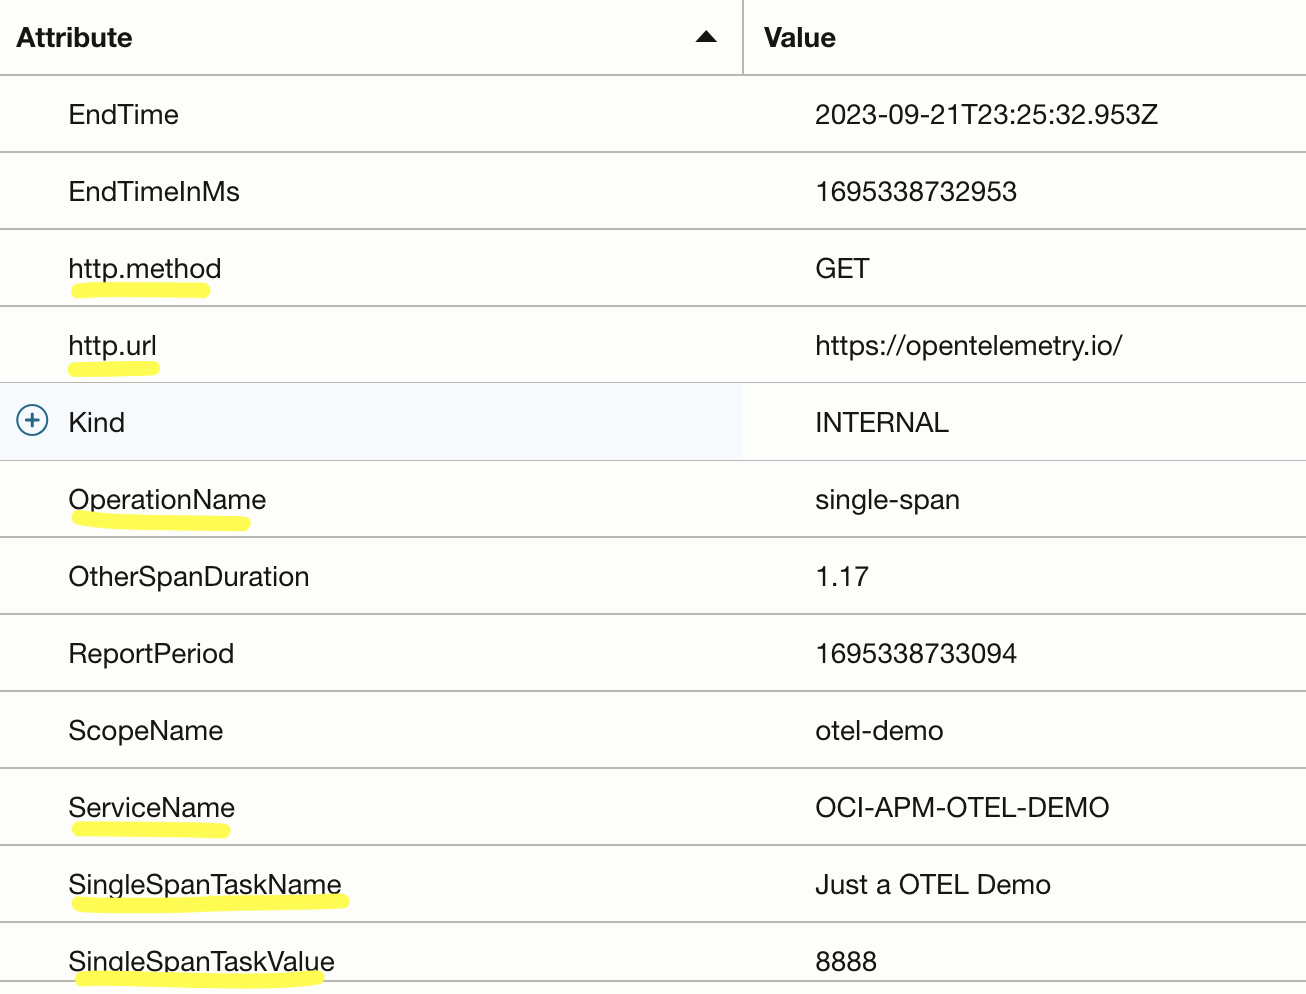 Attribute Value
EndTime 2023-09-21T23:25:32.953Z
EndTimeInMs 1695338732953
http.method GET
http.url https://opentelemetry.io/
Kind INTERNAL
OperationName single-span
OtherSpanDuration 1.17
ReportPeriod 1695338733094
ScopeName otel-demo
ServiceName OCI-APM-OTEL-DEMO
SingleSpanTaskName Just a OTEL Demo
SingleSpanTaskValue 8888